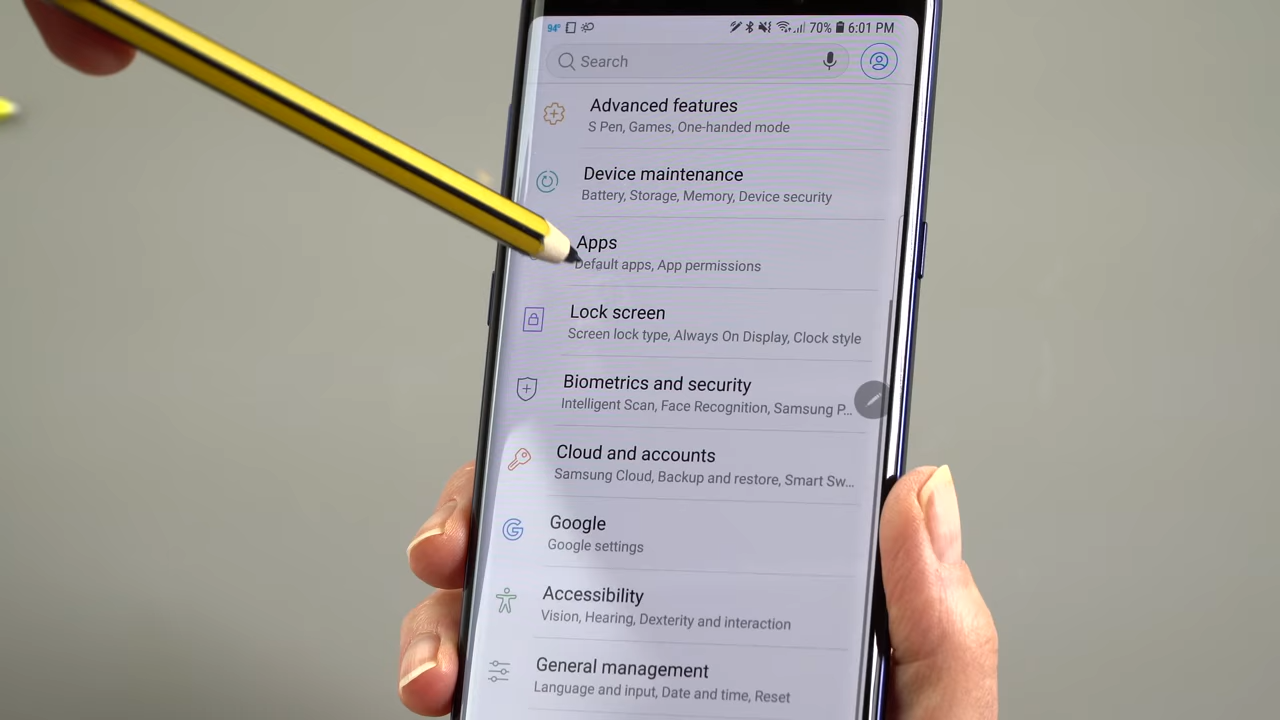 94° 70% 6:01 PM
Search
Advanced features
S Pen, Games, One-handed mode
Device maintenance
Battery, Storage, Memory, Device security
Apps
Default apps, App permissions
Lock screen
Screen lock type, Always On Display, Clock style
Biometrics and security
Intelligent Scan, Face Recognition, Samsung P...
Cloud and accounts
Samsung Cloud, Backup and restore, Smart Sw...
Google
Google settings
Accessibility
Vision, Hearing, Dexterity and interaction
General management
Language and input, Date and time, Reset